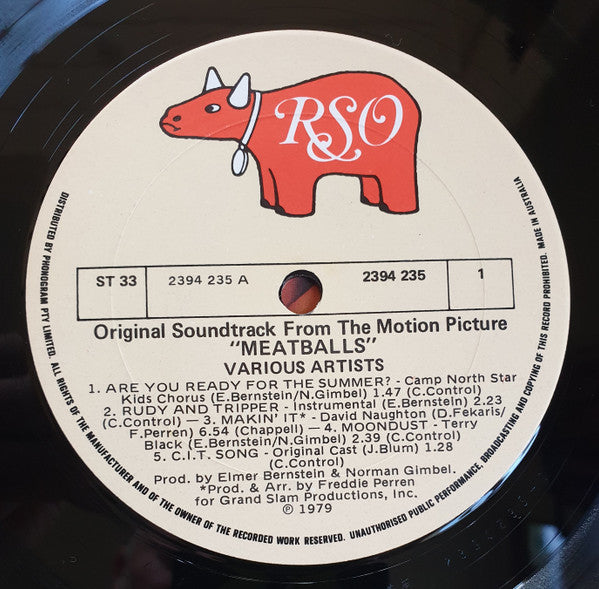 RSO
ST 33 2394 235 A 2394 235 1
Original Soundtrack From The Motion Picture
"MEATBALLS"
VARIOUS ARTISTS
1. ARE YOU READY FOR THE SUMMER? - Camp North Star
Kids Chorus (E.Bernstein/N.Gimbel) 1.47 (C.Control)
2. RUDY AND TRIPPER - Instrumental (E.Bernstein) 2.23
(C.Control) — 3. MAKIN' IT* - David Naughton (D.Fekaris/
F.Perren) 6.54 (Chappell) — 4. MOONDUST - Terry
Black (E.Bernstein/N.Gimbel) 2.39 (C.Control)
5. C.I.T. SONG - Original Cast (J.Blum) 1.28
(C.Control)
Prod. by Elmer Bernstein & Norman Gimbel.
*Prod. & Arr. by Freddie Perren
for Grand Slam Productions, Inc.
℗ 1979
DISTRIBUTED BY PHONOGRAM PTY LIMITED. ALL RIGHTS OF THE MANUFACTURER AND OF THE OWNER OF THE RECORDED WORK RESERVED. UNAUTHORISED PUBLIC PERFORMANCE, BROADCASTING AND COPYING OF THIS RECORD PROHIBITED. MADE IN AUSTRALIA